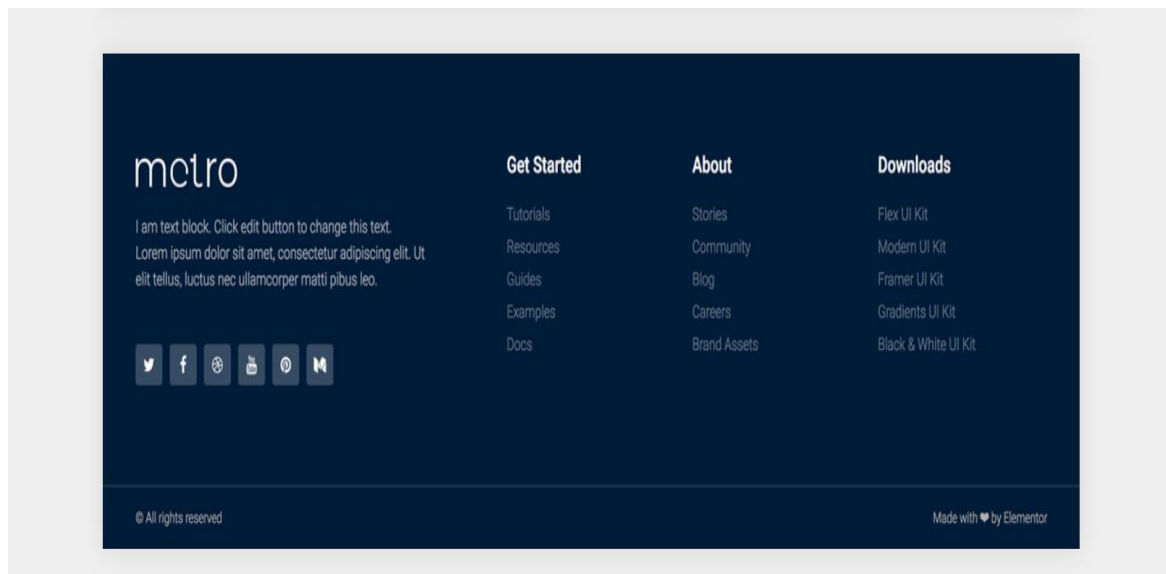 metro
I am text block. Click edit button to change this text.
Lorem ipsum dolor sit amet, consectetur adipiscing elit. Ut
elit tellus, luctus nec ullamcorper matti pibus leo.
Get Started
Tutorials
Resources
Guides
Examples
Docs
About
Stories
Community
Blog
Careers
Brand Assets
Downloads
Flex UI Kit
Modern UI Kit
Framer UI Kit
Gradients UI Kit
Black & White UI Kit
© All rights reserved
Made with ❤ by Elementor